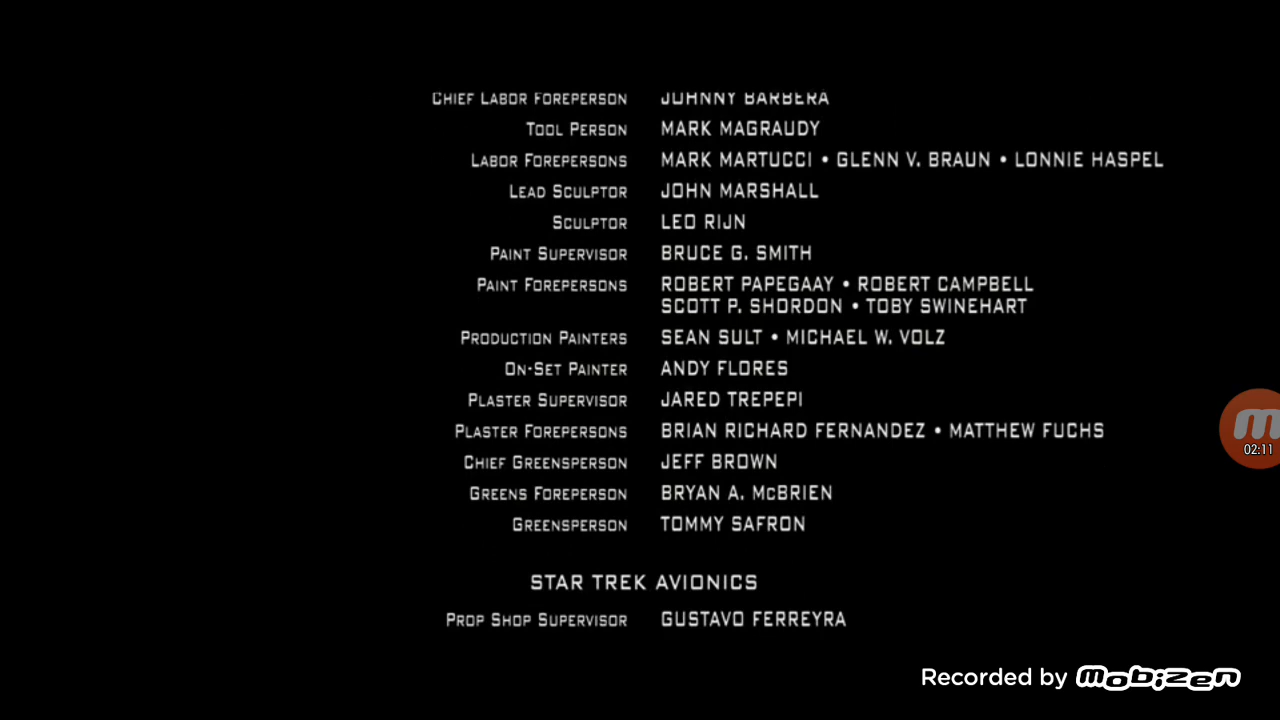 CHIEF LABOR FOREPERSON JOHNNY BARBERA
TOOL PERSON MARK MAGRAUDY
LABOR FOREPERSONS MARK MARTUCCI • GLENN V. BRAUN • LONNIE HASPEL
LEAD SCULPTOR JOHN MARSHALL
SCULPTOR LEO RIJN
PAINT SUPERVISOR BRUCE G. SMITH
PAINT FOREPERSONS ROBERT PAPEGAAY • ROBERT CAMPBELL
SCOTT P. SHORDON • TOBY SWINEHART
PRODUCTION PAINTERS SEAN SULT • MICHAEL W. VOLZ
ON-SET PAINTER ANDY FLORES
PLASTER SUPERVISOR JARED TREPEPI
PLASTER FOREPERSONS BRIAN RICHARD FERNANDEZ • MATTHEW FUCHS
CHIEF GREENSPERSON JEFF BROWN
GREENS FOREPERSON BRYAN A. McBRIEN
GREENSPERSON TOMMY SAFRON
STAR TREK AVIONICS
PROP SHOP SUPERVISOR GUSTAVO FERREYRA
02:11
Recorded by mobizen